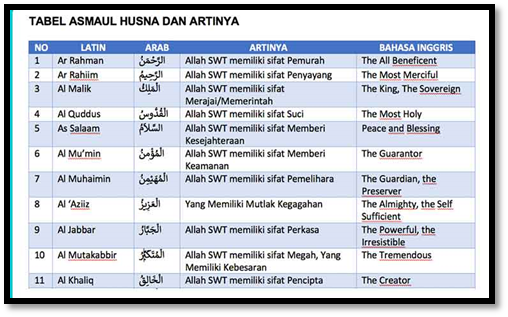 TABEL ASMAUL HUSNA DAN ARTINYA
NO LATIN ARAB ARTINYA BAHASA INGGRIS
1 Ar Rahman الرَّحْمَنُ Allah SWT memiliki sifat Pemurah The All Beneficent
2 Ar Rahiim الرَّحِيمُ Allah SWT memiliki sifat Penyayang The Most Merciful
3 Al Malik الْمَلِكُ Allah SWT memiliki sifat The King, The Sovereign
Merajai/Memerintah
4 Al Quddus الْقُدُّوسُ Allah SWT memiliki sifat Suci The Most Holy
5 As Salaam السَّلاَمُ Allah SWT memiliki sifat Memberi Peace and Blessing
Kesejahteraan
6 Al Mu’min الْمُؤْمِنُ Allah SWT memiliki sifat Memberi The Guarantor
Keamanan
7 Al Muhaimin الْمُهَيْمِنُ Allah SWT memiliki sifat Pemelihara The Guardian, the
Preserver
8 Al ‘Aziiz الْعَزِيزُ Yang Memiliki Mutlak Kegagahan The Almighty, the Self
Sufficient
9 Al Jabbar الْجَبَّارُ Allah SWT memiliki sifat Perkasa The Powerful, the
Irresistible
10 Al Mutakabbir الْمُتَكَبِّرُ Allah SWT memiliki sifat Megah, Yang The Tremendous
Memiliki Kebesaran
11 Al Khaliq الْخَالِقُ Allah SWT memiliki sifat Pencipta The Creator